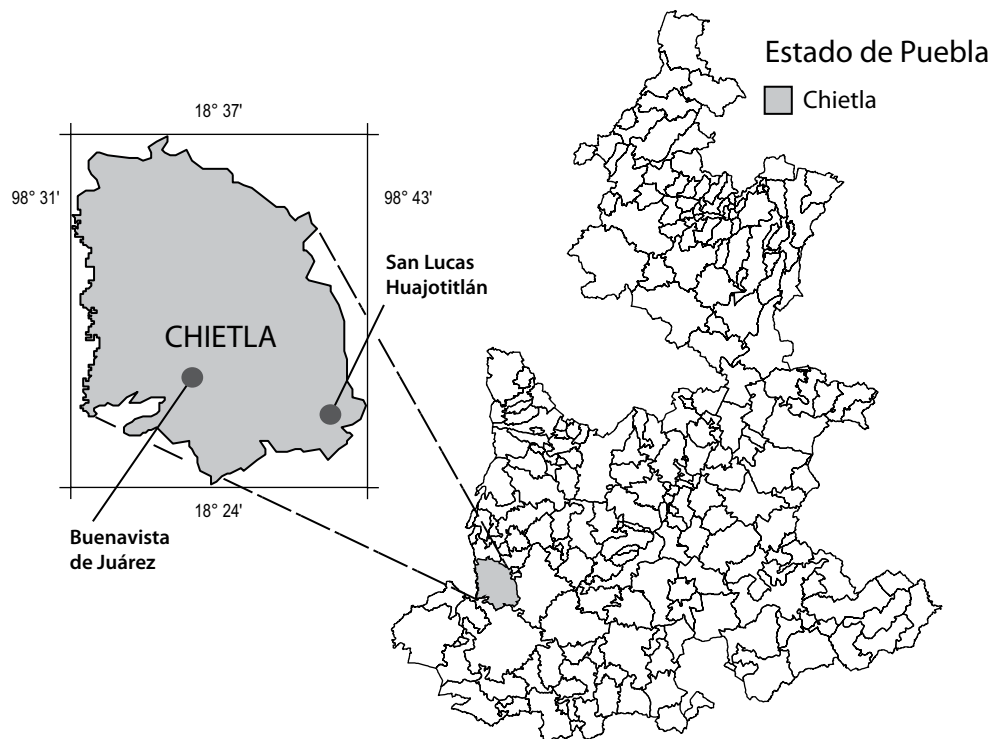 Estado de Puebla
Chietla
18° 37'
98° 31'
98° 43'
San Lucas
Huajotitlán
CHIETLA
18° 24'
Buenavista
de Juárez